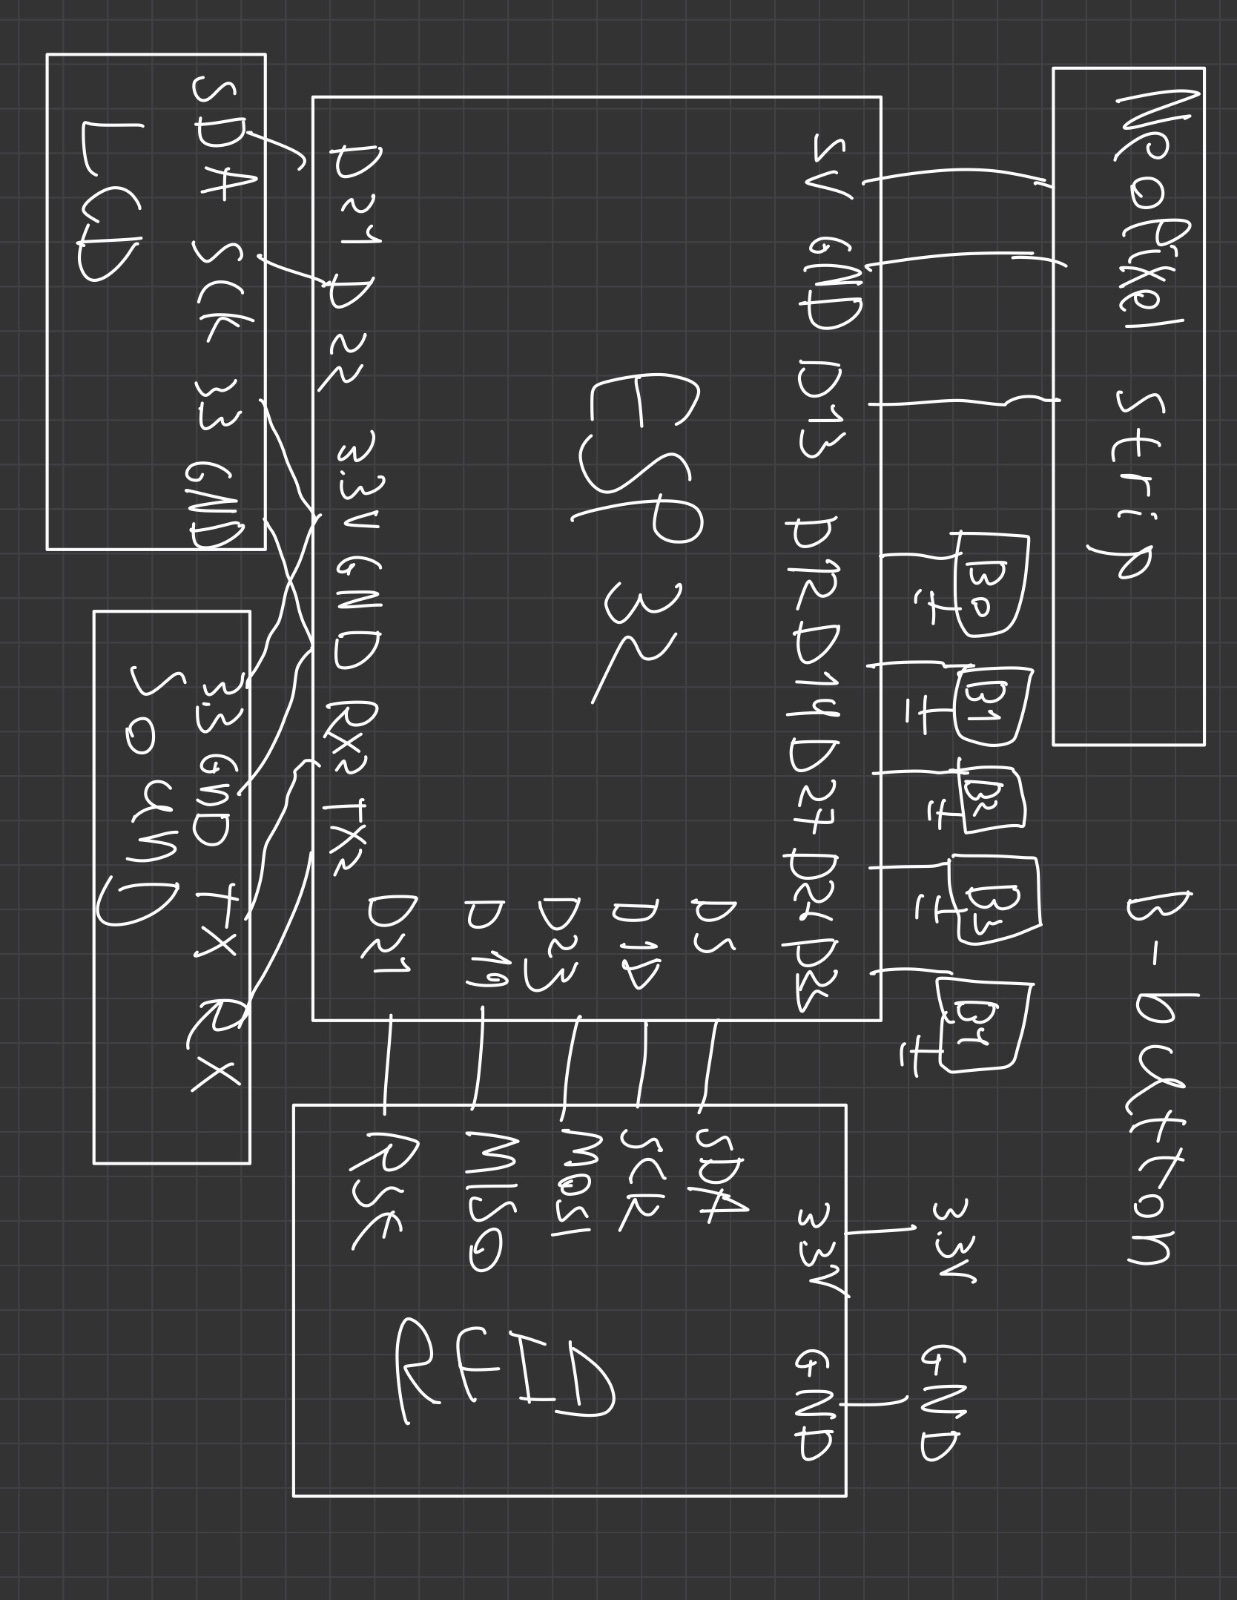 NeoPixel Strip
5V GND D13 D12 D14 D27 D26 D25
B0
B1
B2
B3
B4
B-button
ESP 32
D21 D22 3.3V GND RX2 TX2
SDA SCK 33 GND
LCD
3.3 GND TX RX
Sound
D5
D18
D23
D19
D21
SDA
SCK
MOSI
MISO
RST
3.3V GND
3.3V GND
RFID